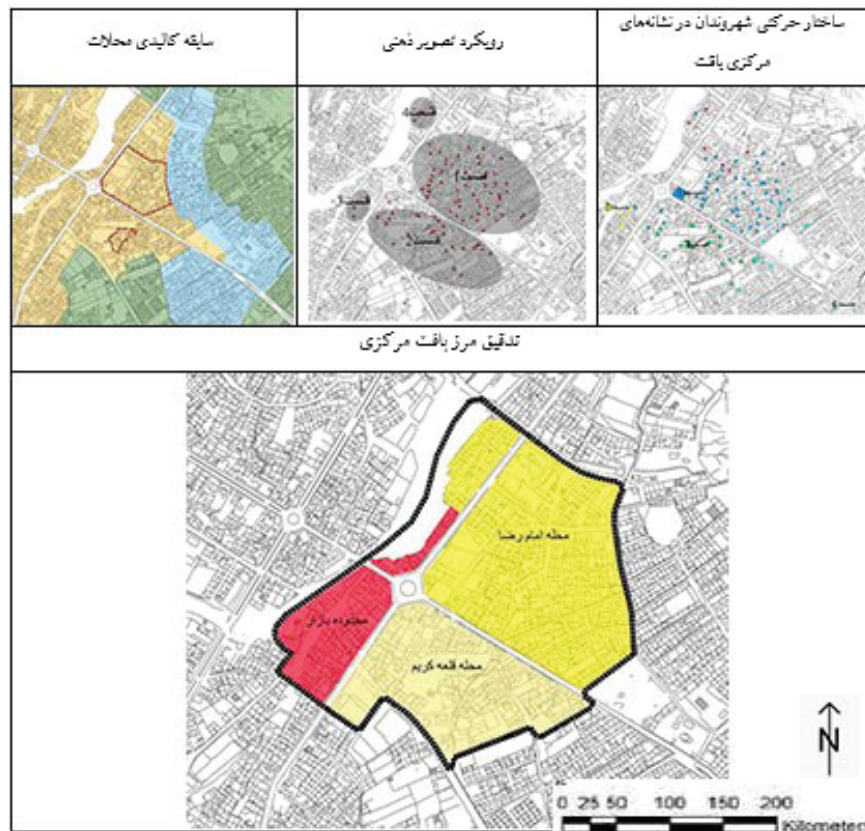 ساختار حرکتی شهروندان در نشانه‌های
مرکزی بافت
رویکرد تصویر ذهنی
سابقه کالبدی محلات
تدقیق مرز بافت مرکزی
محله امام رضا
محدوده بازار
محله قلعه کریم
N
0 25 50 100 150 200
Kilometer